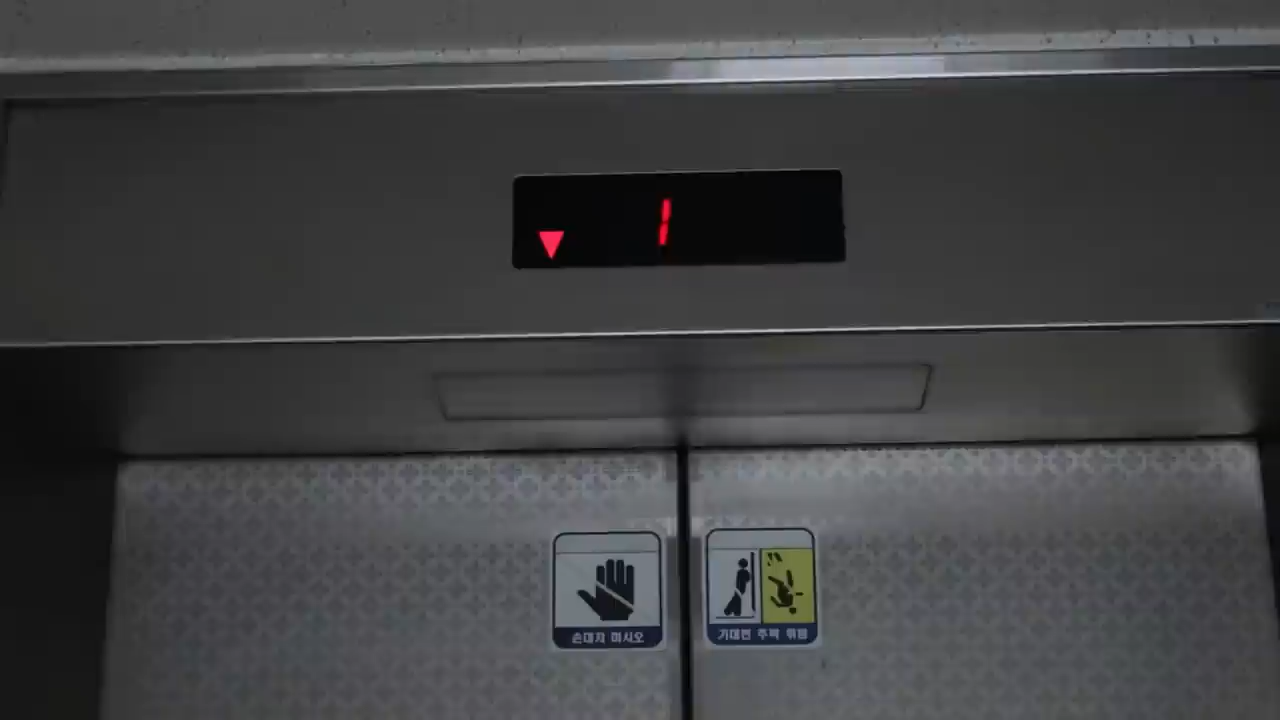 1
손대지 마시오
기대면 추락 위험